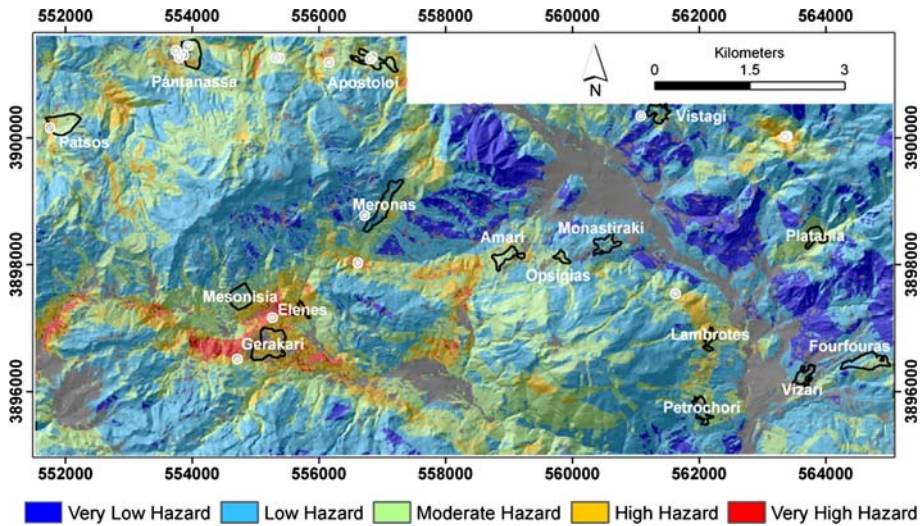 552000 554000 556000 558000 560000 562000 564000
Kilometers
0 1.5 3
N
Pantanassa
Apostoloi
Vistagi
3900000
3900000
Patsos
Meronas
Amari
Monastiraki
Platania
Opsigias
3898000
3898000
Mesonisia
Elenes
Gerakari
Lambrotes
Fourfouras
Vizari
3896000
3896000
Petrochori
552000 554000 556000 558000 560000 562000 564000
Very Low Hazard Low Hazard Moderate Hazard High Hazard Very High Hazard